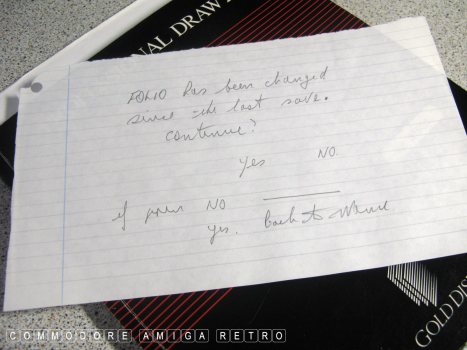 NAL DRAW
FOLIO has been changed
since the last save.
continue?
Yes NO.
if press NO
yes. Back to Menu
GOLD DIS
COMMODORE AMIGA RETRO